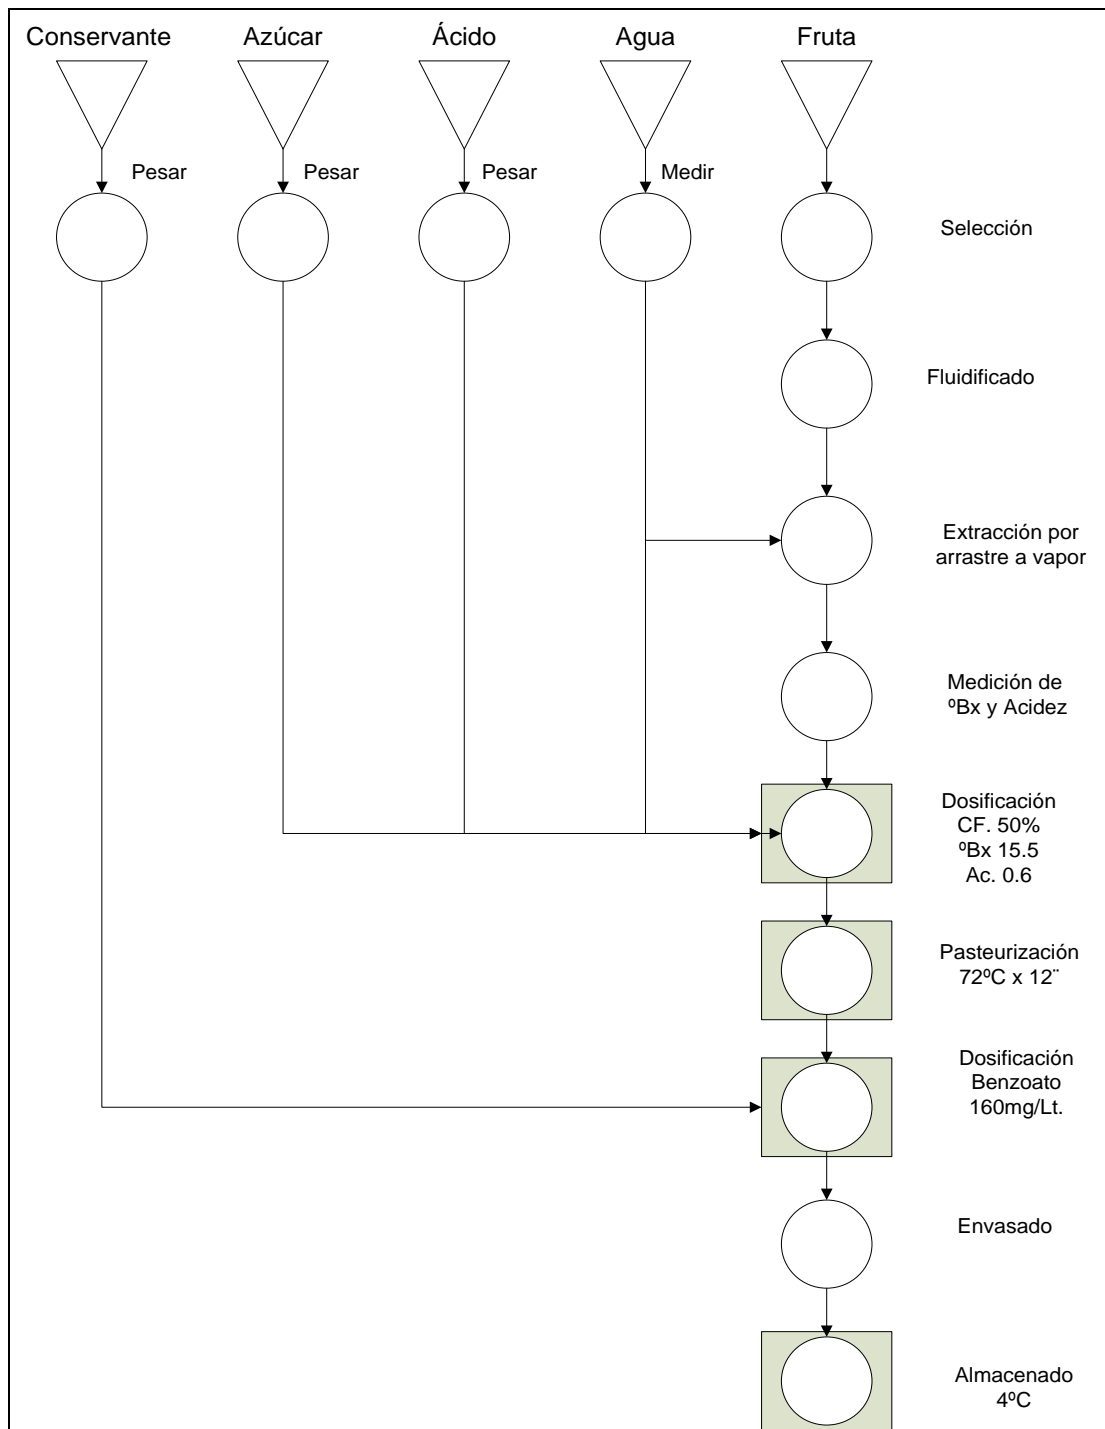 Conservante
Azúcar
Ácido
Agua
Fruta
Pesar
Pesar
Pesar
Medir
Selección
Fluidificado
Extracción por
arrastre a vapor
Medición de
ºBx y Acidez
Dosificación
CF. 50%
ºBx 15.5
Ac. 0.6
Pasteurización
72ºC x 12¨
Dosificación
Benzoato
160mg/Lt.
Envasado
Almacenado
4ºC